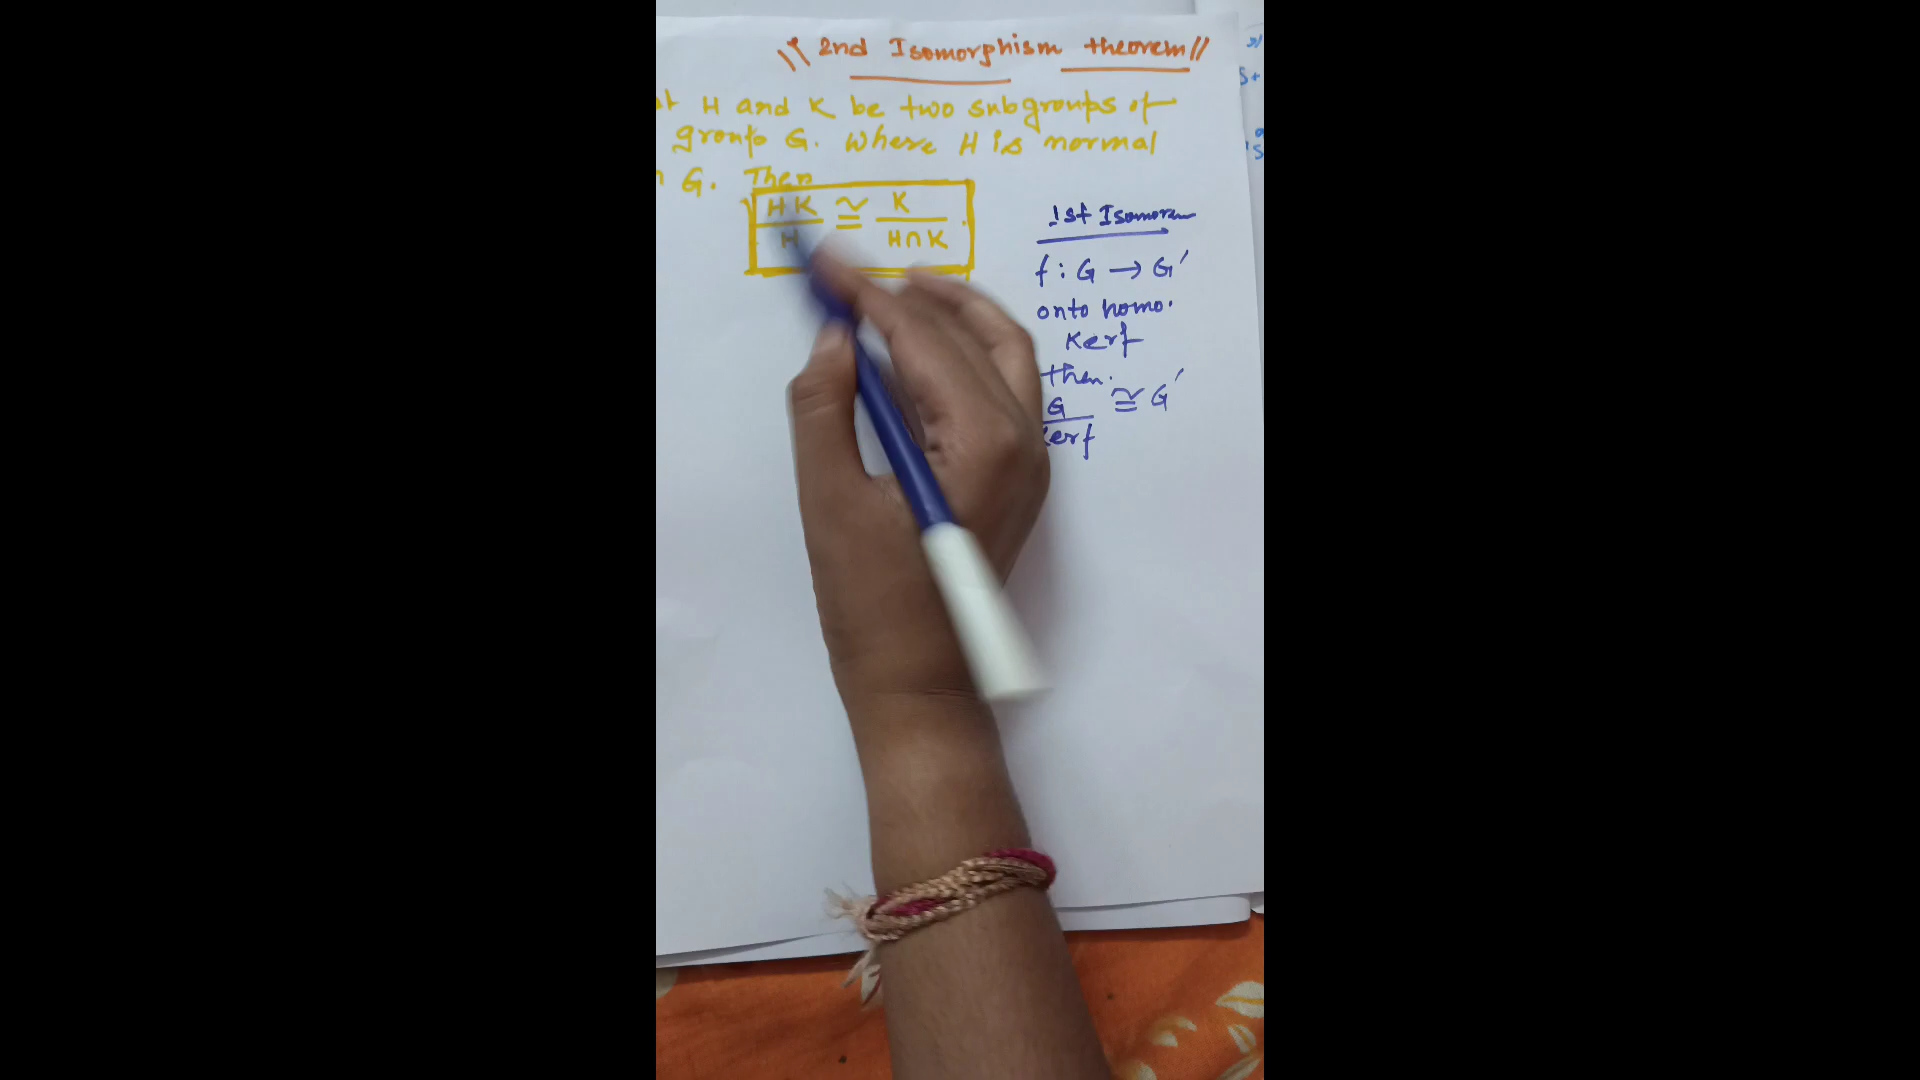 2nd Isomorphism theorem
H and K be two subgroups of
group G. Where H is normal
G. Then
HK/H ≅ K/H∩K
1st Isomor
f : G → G'
onto homo.
Kerf
then.
G/Kerf ≅ G'